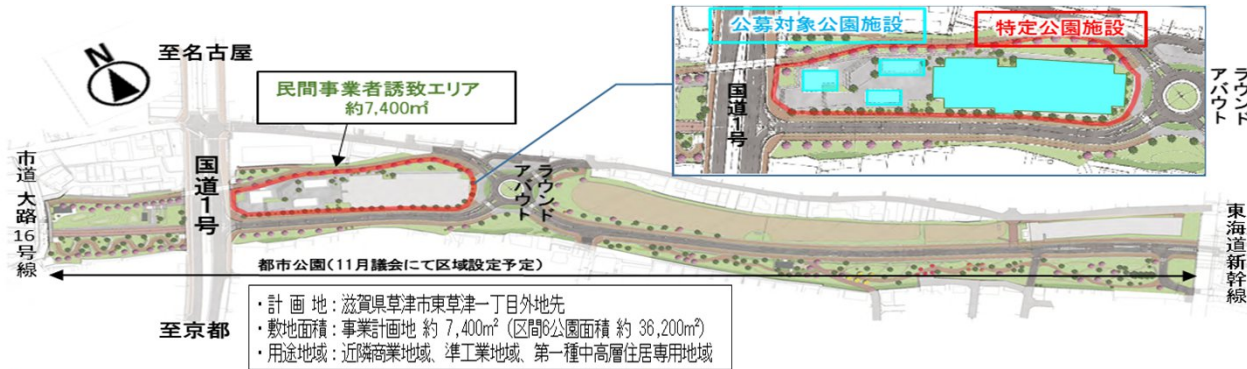 N
至名古屋
民間事業者誘致エリア
約7,400㎡
公募対象公園施設
特定公園施設
国道1号
ラウンド
アバウト
市道 大路16号線
国道1号
ラウンド
アバウト
東海道新幹線
都市公園(11月議会にて区域設定予定)
至京都
・計 画 地：滋賀県草津市東草津一丁目外地先
・敷地面積：事業計画地 約 7,400m²（区間6公園面積 約 36,200m²）
・用途地域：近隣商業地域、準工業地域、第一種中高層住居専用地域